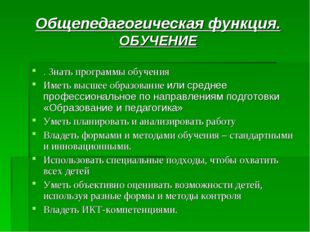 Общепедагогическая функция.
ОБУЧЕНИЕ
. Знать программы обучения
Иметь высшее образование или среднее
профессиональное по направлениям подготовки
«Образование и педагогика»
Уметь планировать и анализировать работу
Владеть формами и методами обучения – стандартными
и инновационными.
Использовать специальные подходы, чтобы охватить
всех детей
Уметь объективно оценивать возможности детей,
используя разные формы и методы контроля
Владеть ИКТ-компетенциями.